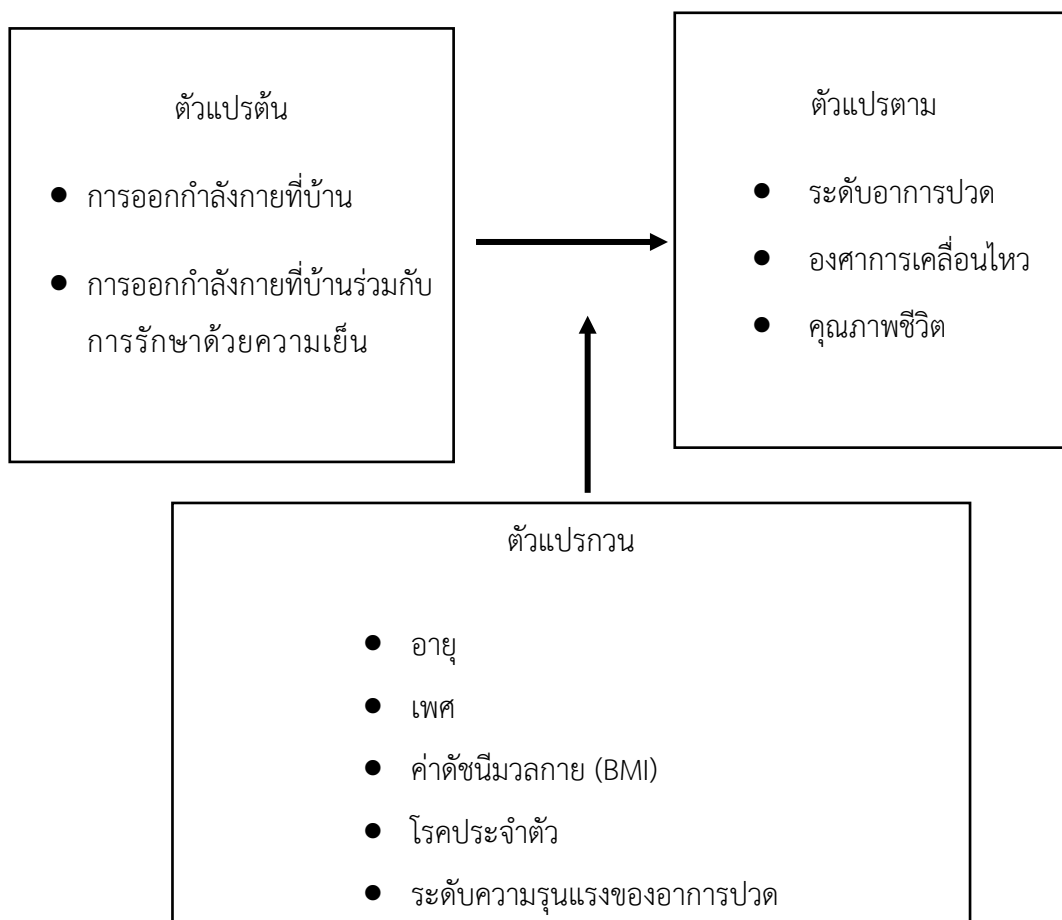 ตัวแปรต้น
● การออกกำลังกายที่บ้าน
● การออกกำลังกายที่บ้านร่วมกับ
การรักษาด้วยความเย็น
ตัวแปรตาม
● ระดับอาการปวด
● องศาการเคลื่อนไหว
● คุณภาพชีวิต
ตัวแปรกวน
● อายุ
● เพศ
● ค่าดัชนีมวลกาย (BMI)
● โรคประจำตัว
● ระดับความรุนแรงของอาการปวด